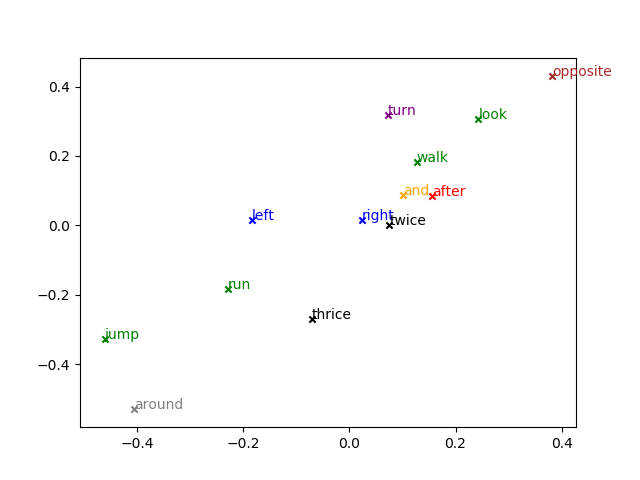 opposite
0.4
turn
look
0.2
walk
and
after
left
right
twice
0.0
run
−0.2
thrice
jump
−0.4
around
−0.4
−0.2
0.0
0.2
0.4